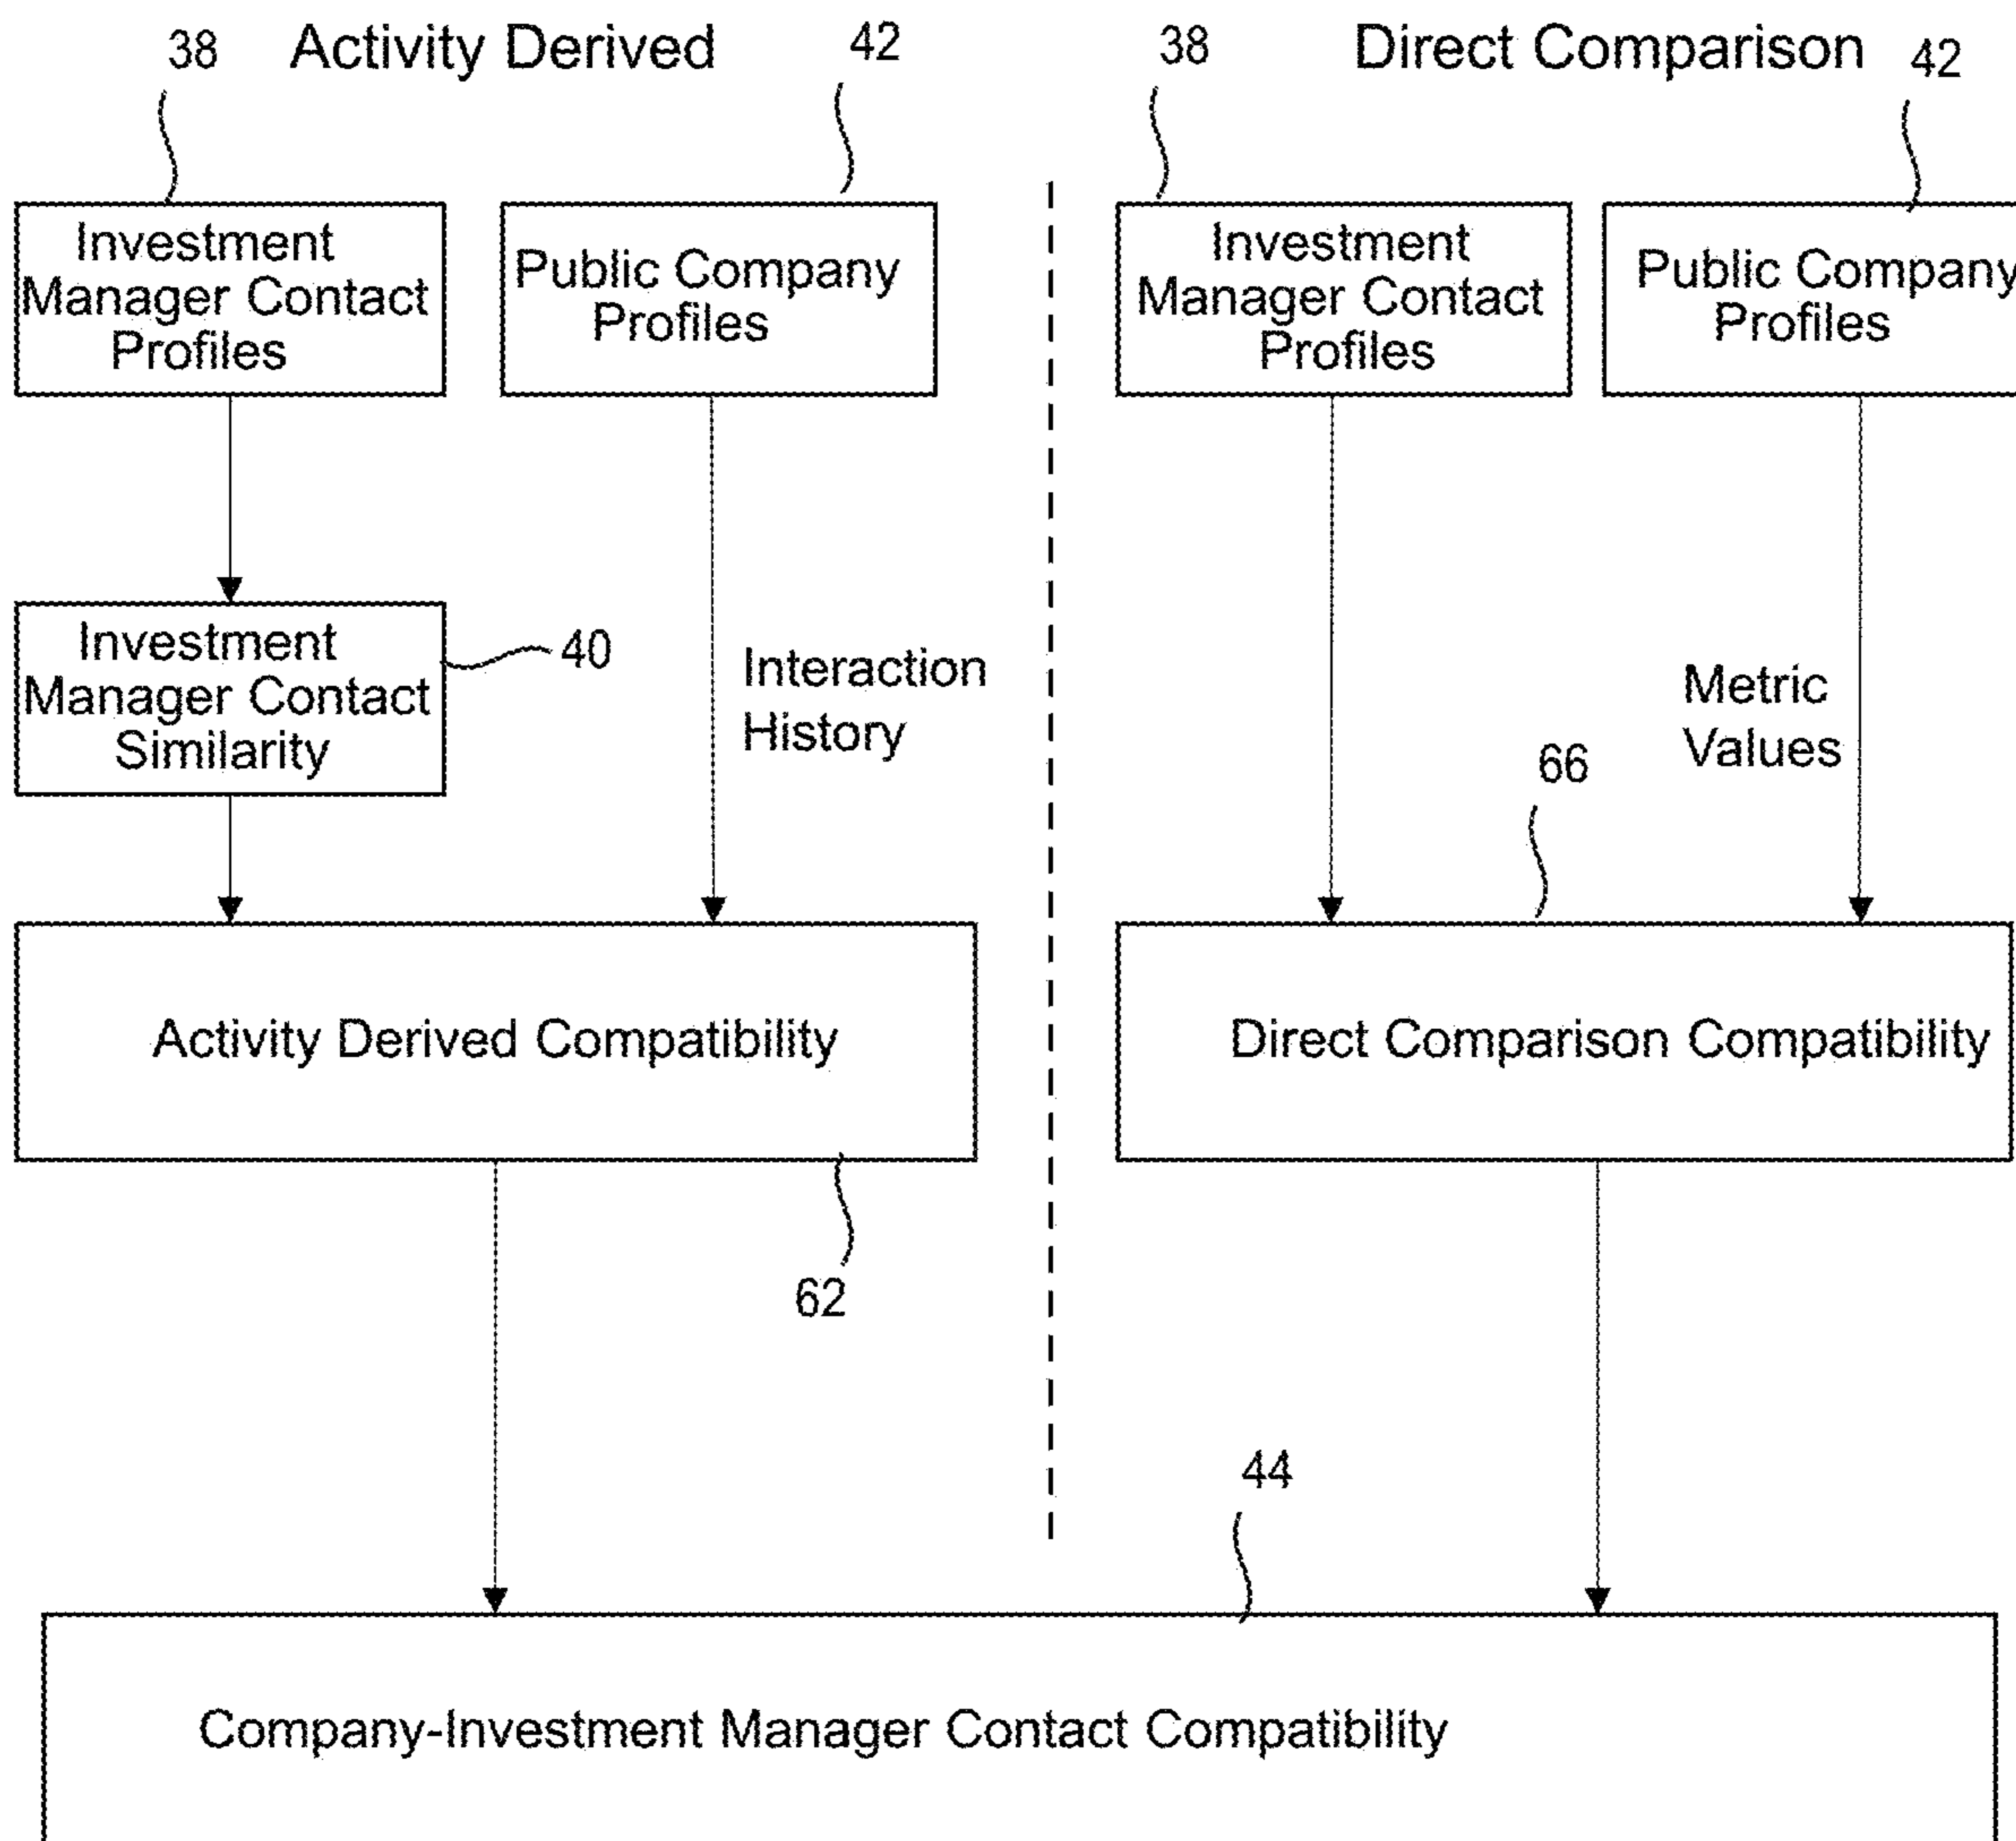 38
Activity Derived
42
38
Direct Comparison
42
Investment
Manager Contact
Profiles
Public Company
Profiles
Investment
Manager Contact
Profiles
Public Company
Profiles
Investment
Manager Contact
Similarity
40
Interaction
History
Metric
Values
66
Activity Derived Compatibility
Direct Comparison Compatibility
62
44
Company-Investment Manager Contact Compatibility